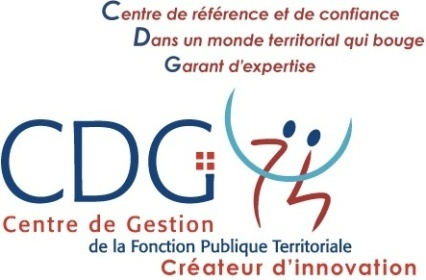 Centre de référence et de confiance
Dans un monde territorial qui bouge
Garant d'expertise
CDG
Centre de Gestion
de la Fonction Publique Territoriale
Créateur d'innovation